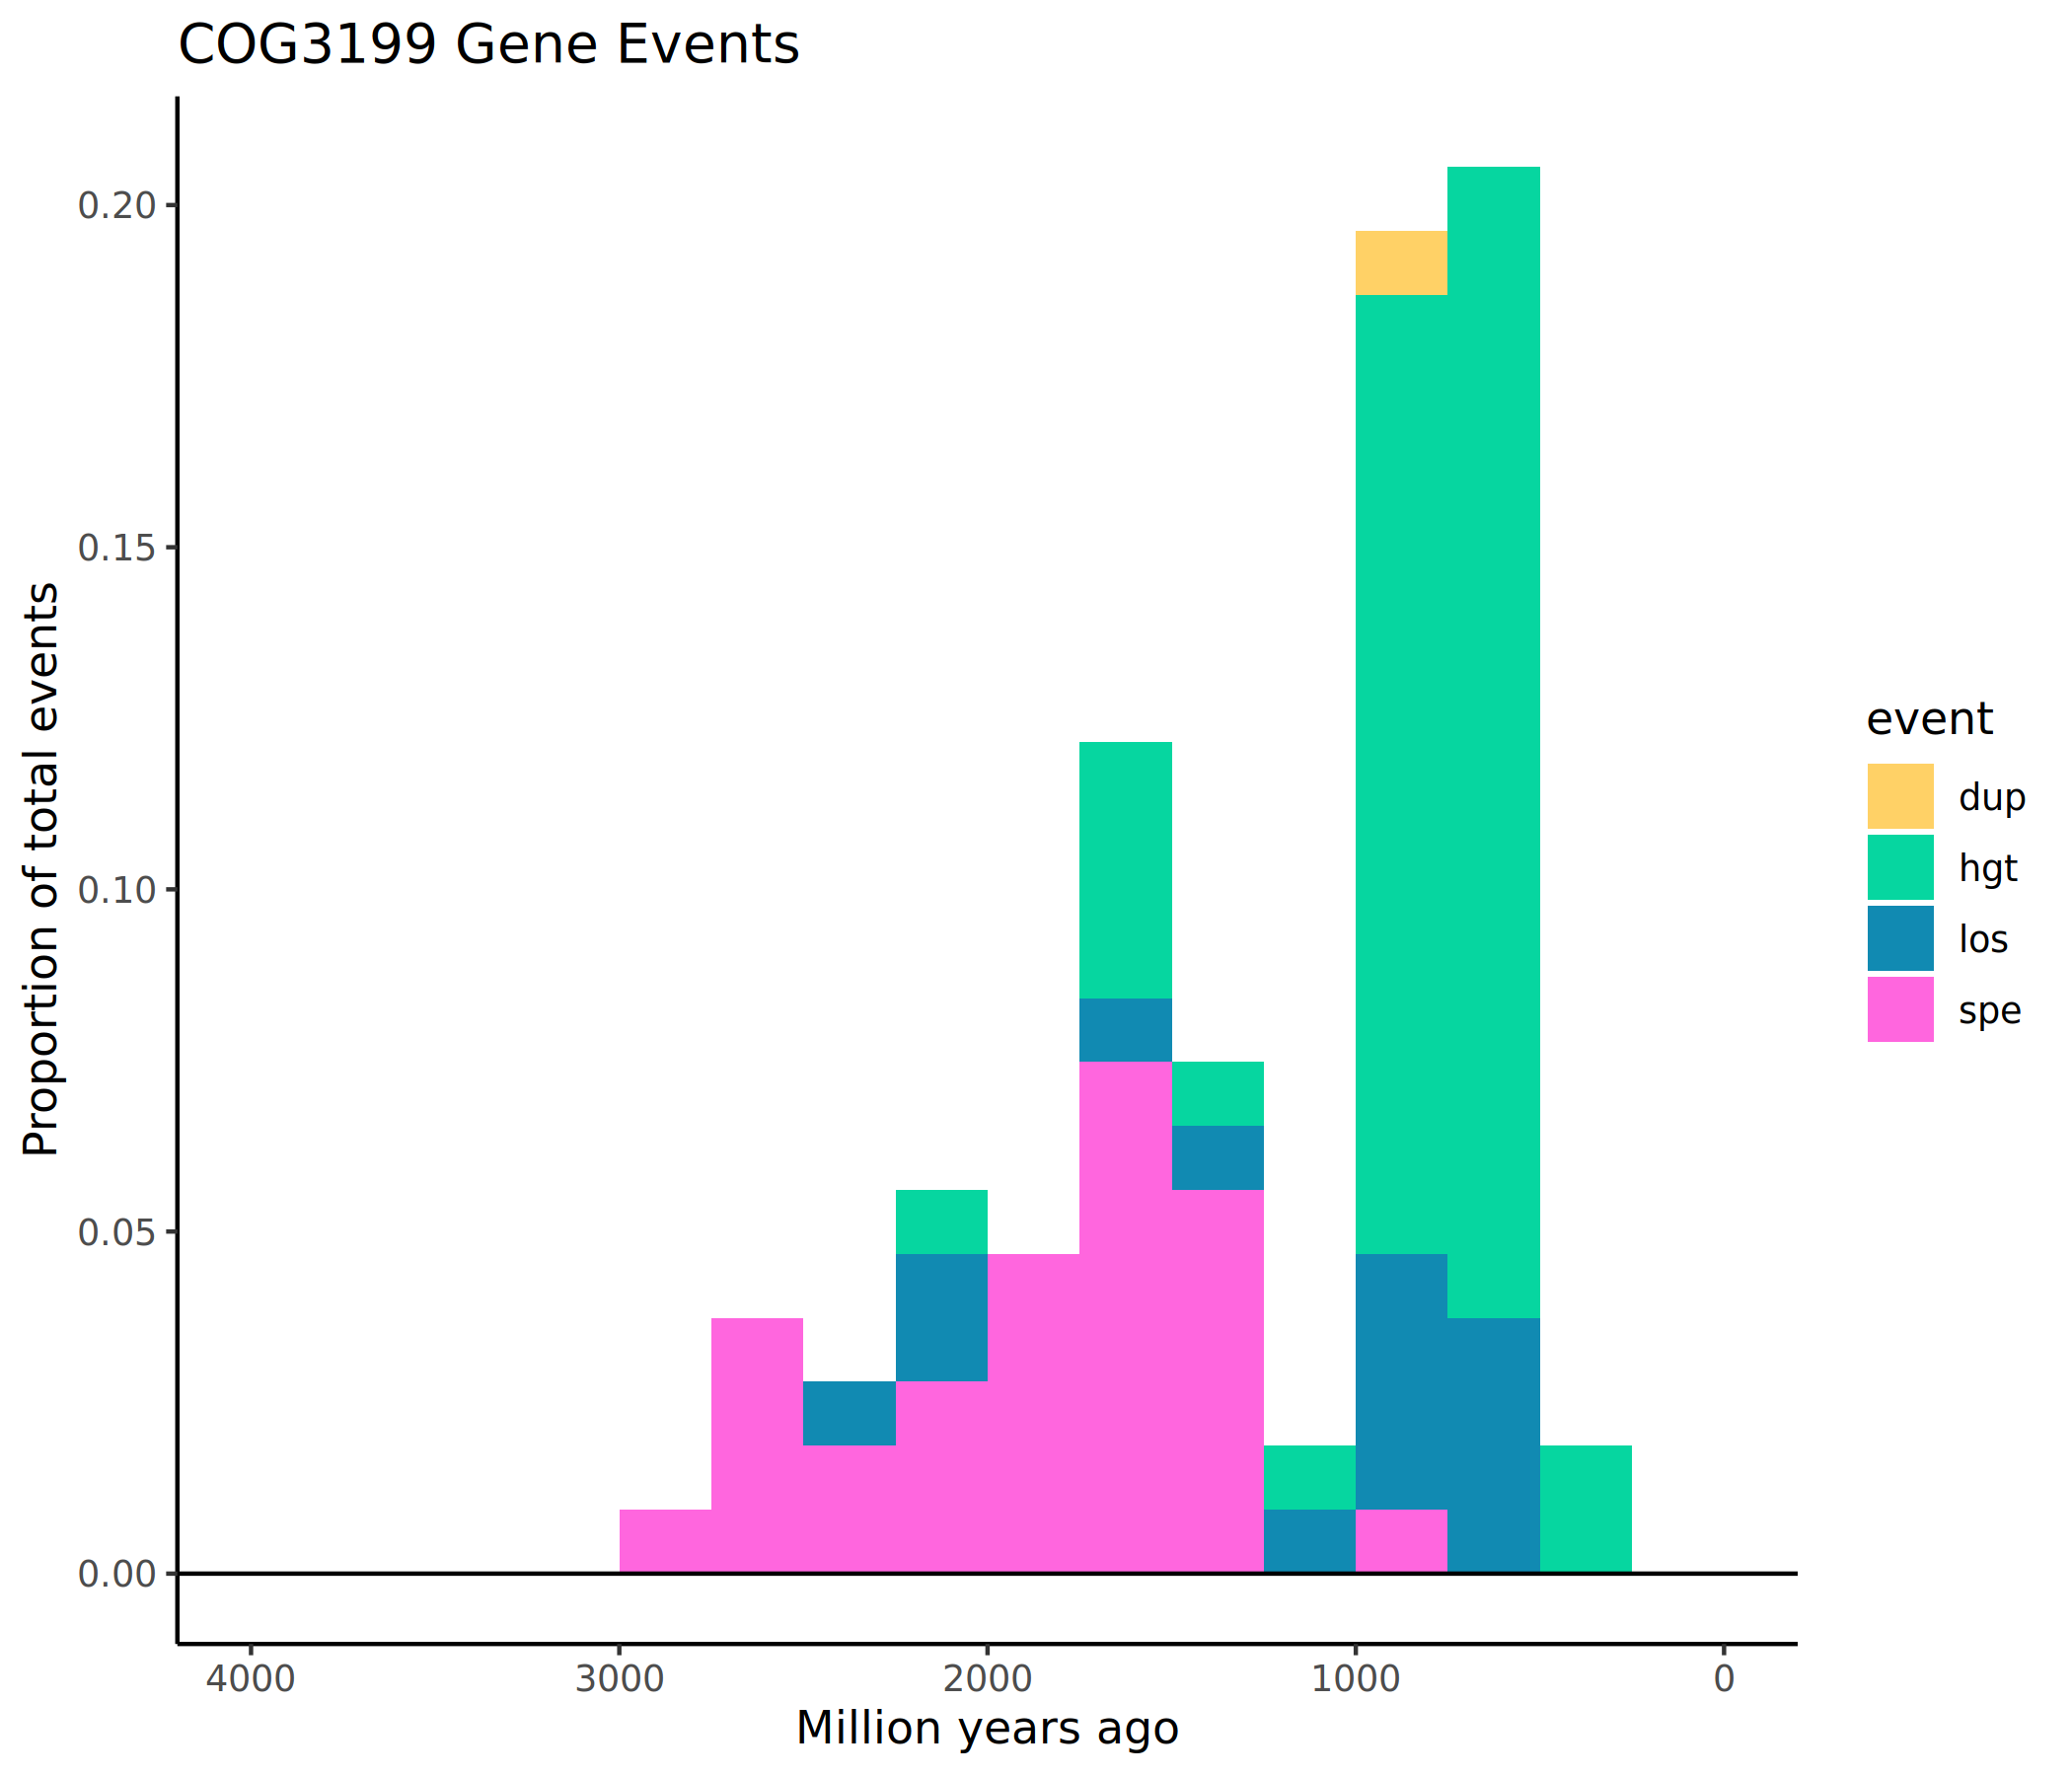 COG3199 Gene Events
Proportion of total events
0.20
0.15
0.10
0.05
0.00
4000 3000 2000 1000 0
Million years ago
event
dup
hgt
los
spe